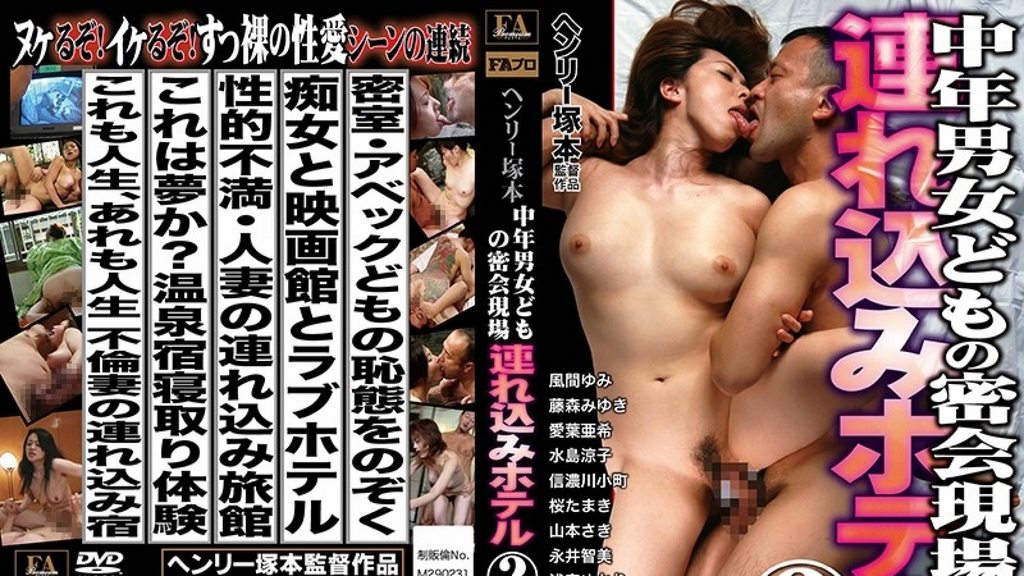 ヌケるぞ!イケるぞ!すっ裸の性愛シーンの連続
密室・アベックどもの恥態をのぞく
痴女と映画館とラブホテル
性的不満・人妻の連れ込み旅館
これは夢か?温泉宿寝取り体験
これも人生、あれも人生 不倫妻の連れ込み宿
FA
DVD
ヘンリー塚本監督作品
制販倫No.
M290231
FA
Premium
FAプロ
ヘンリー塚本
中年男女ども
の密会現場
連れ込みホテル
2
ヘンリー塚本監督作品
風間ゆみ
藤森みゆき
愛葉亜希
水島涼子
信濃川小町
桜たまき
山本さき
永井智美
中年男女どもの密会現場
連れ込みホテ